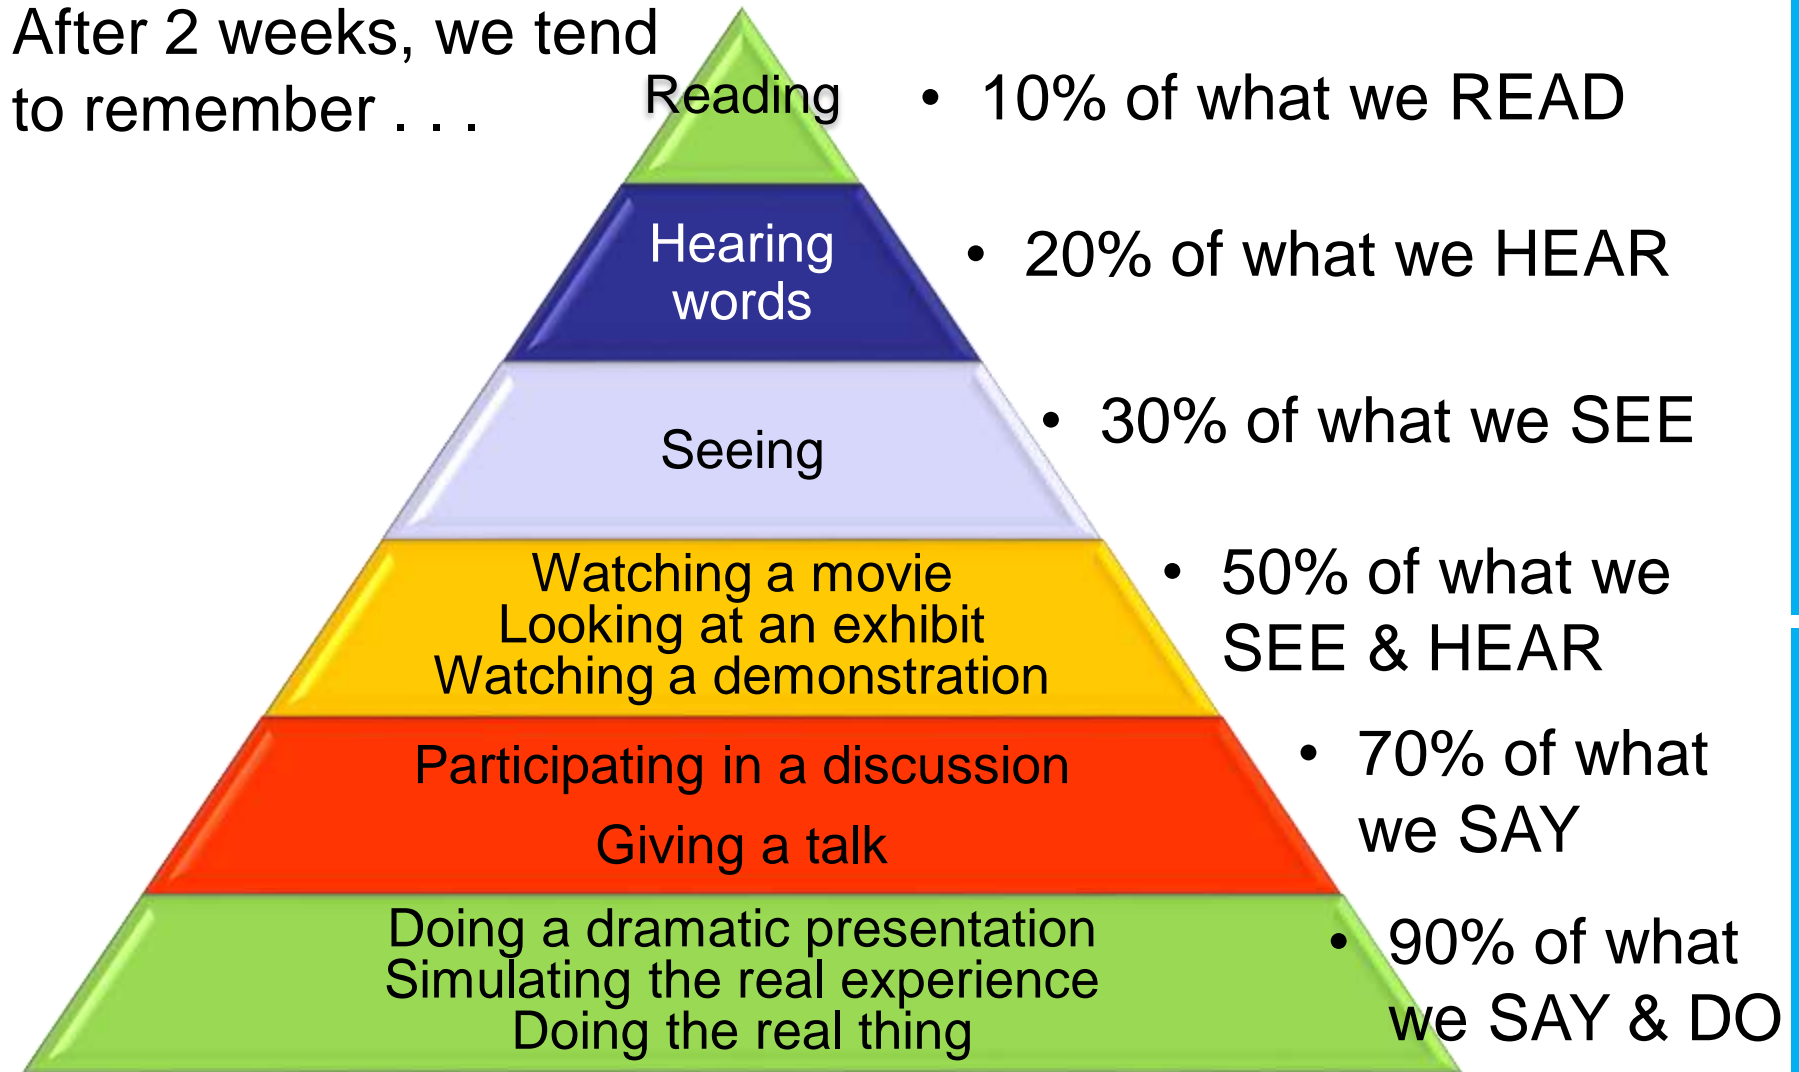 After 2 weeks, we tend
to remember . . .
Reading
• 10% of what we READ
Hearing
words
• 20% of what we HEAR
Seeing
• 30% of what we SEE
Watching a movie
Looking at an exhibit
Watching a demonstration
• 50% of what we
SEE & HEAR
Participating in a discussion
Giving a talk
• 70% of what
we SAY
Doing a dramatic presentation
Simulating the real experience
Doing the real thing
• 90% of what
we SAY & DO